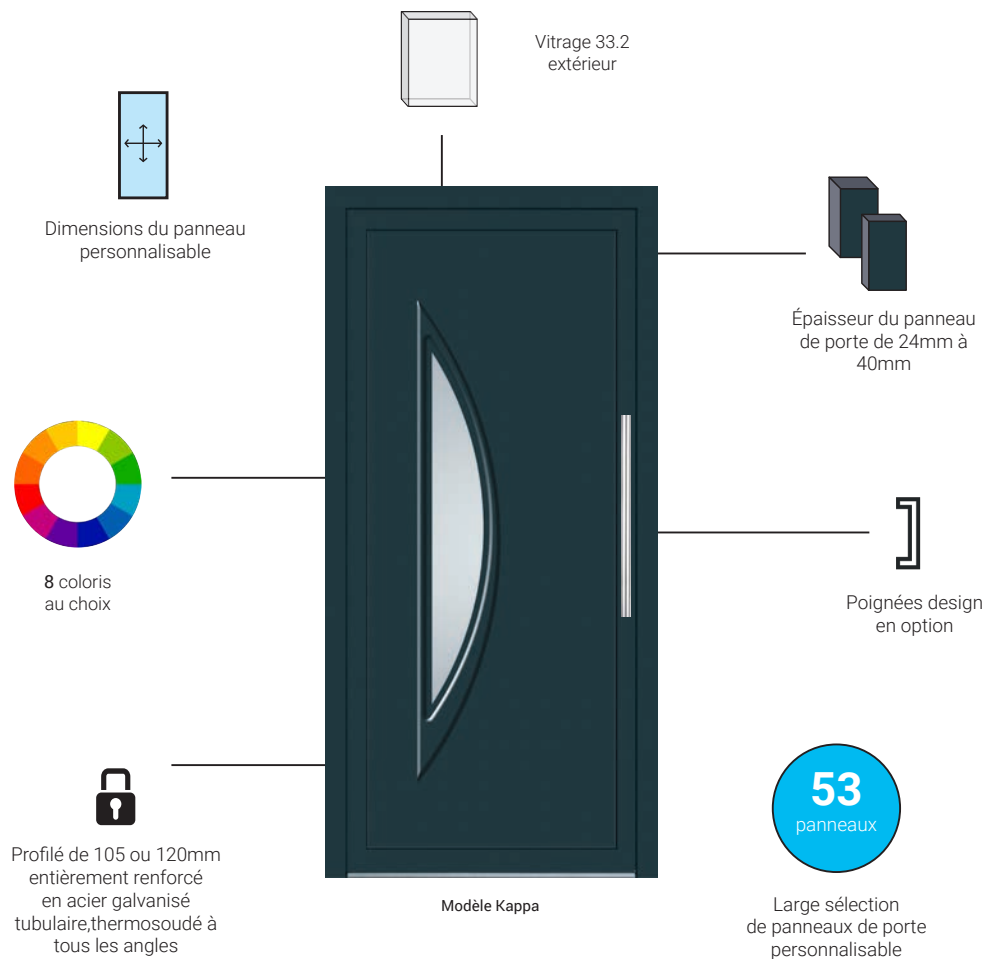 Vitrage 33.2
extérieur
Dimensions du panneau
personnalisable
Épaisseur du panneau
de porte de 24mm à
40mm
8 coloris
au choix
Poignées design
en option
Profilé de 105 ou 120mm
entièrement renforcé
en acier galvanisé
tubulaire,thermosoudé à
tous les angles
Modèle Kappa
53
panneaux
Large sélection
de panneaux de porte
personnalisable